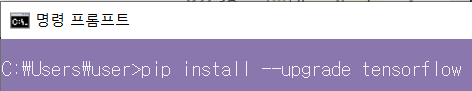 명령 프롬프트
C:₩Users₩user>pip install --upgrade tensorflow